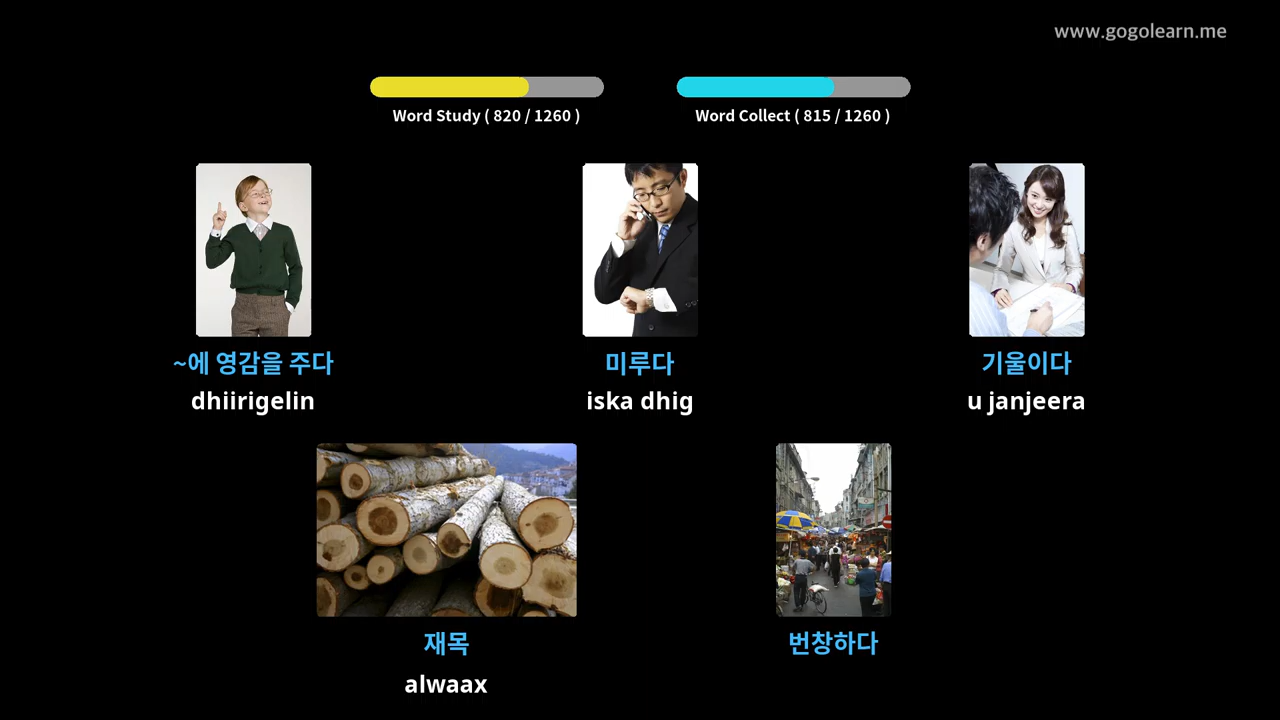 www.gogolearn.me
Word Study ( 820 / 1260 )
Word Collect ( 815 / 1260 )
~에 영감을 주다
dhiirigelin
미루다
iska dhig
기울이다
u janjeera
재목
alwaax
번창하다